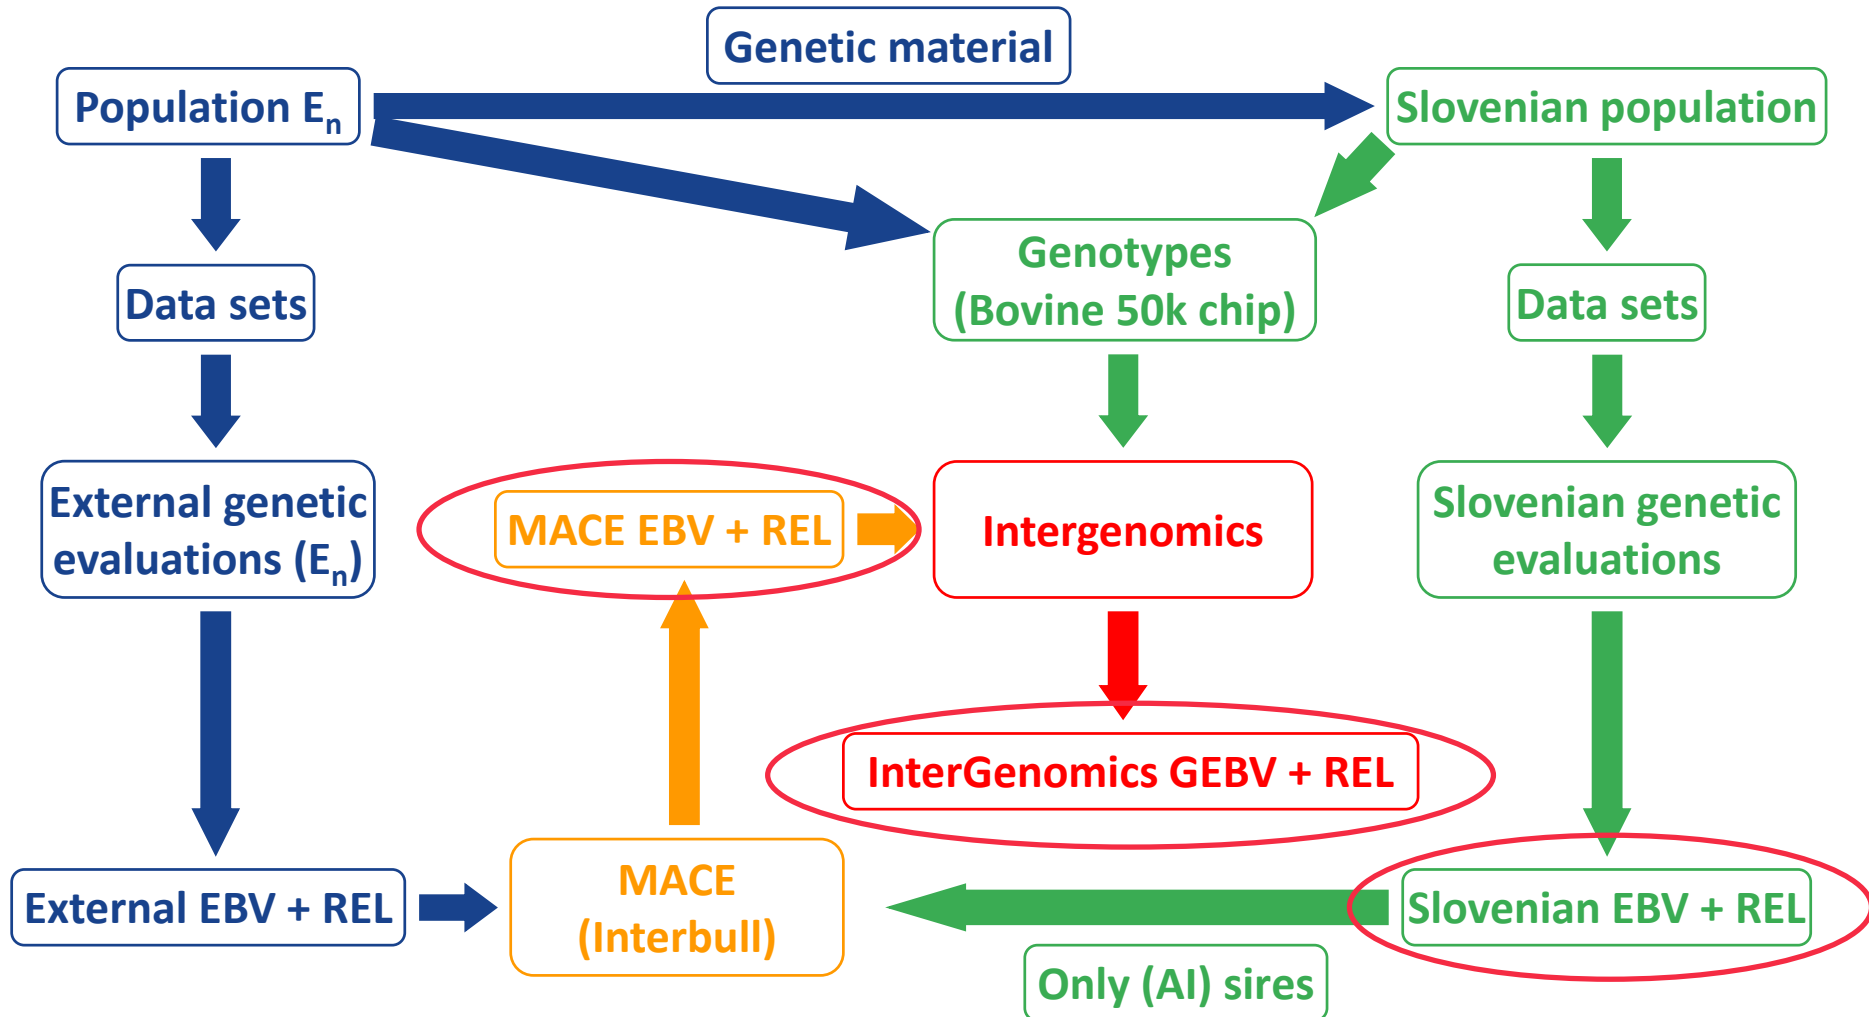 Genetic material
Population Eₙ
Slovenian population
Genotypes
(Bovine 50k chip)
Data sets
Data sets
External genetic
evaluations (Eₙ)
MACE EBV + REL
Intergenomics
Slovenian genetic
evaluations
InterGenomics GEBV + REL
External EBV + REL
MACE
(Interbull)
Slovenian EBV + REL
Only (AI) sires